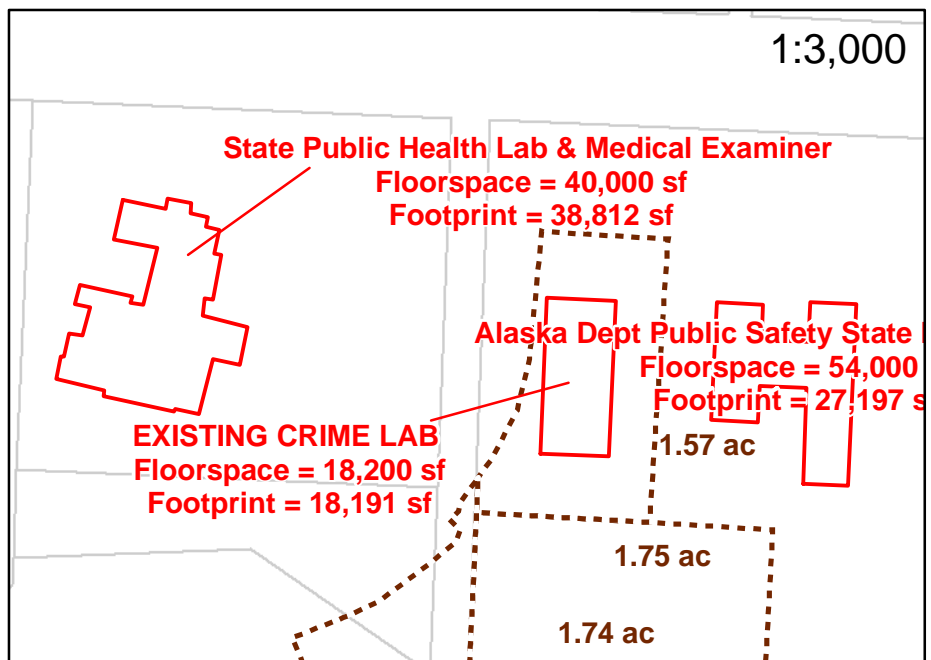 1:3,000
State Public Health Lab & Medical Examiner
Floorspace = 40,000 sf
Footprint = 38,812 sf
Alaska Dept Public Safety State
Floorspace = 54,000
Footprint = 27,197 s
EXISTING CRIME LAB
Floorspace = 18,200 sf
Footprint = 18,191 sf
1.57 ac
1.75 ac
1.74 ac